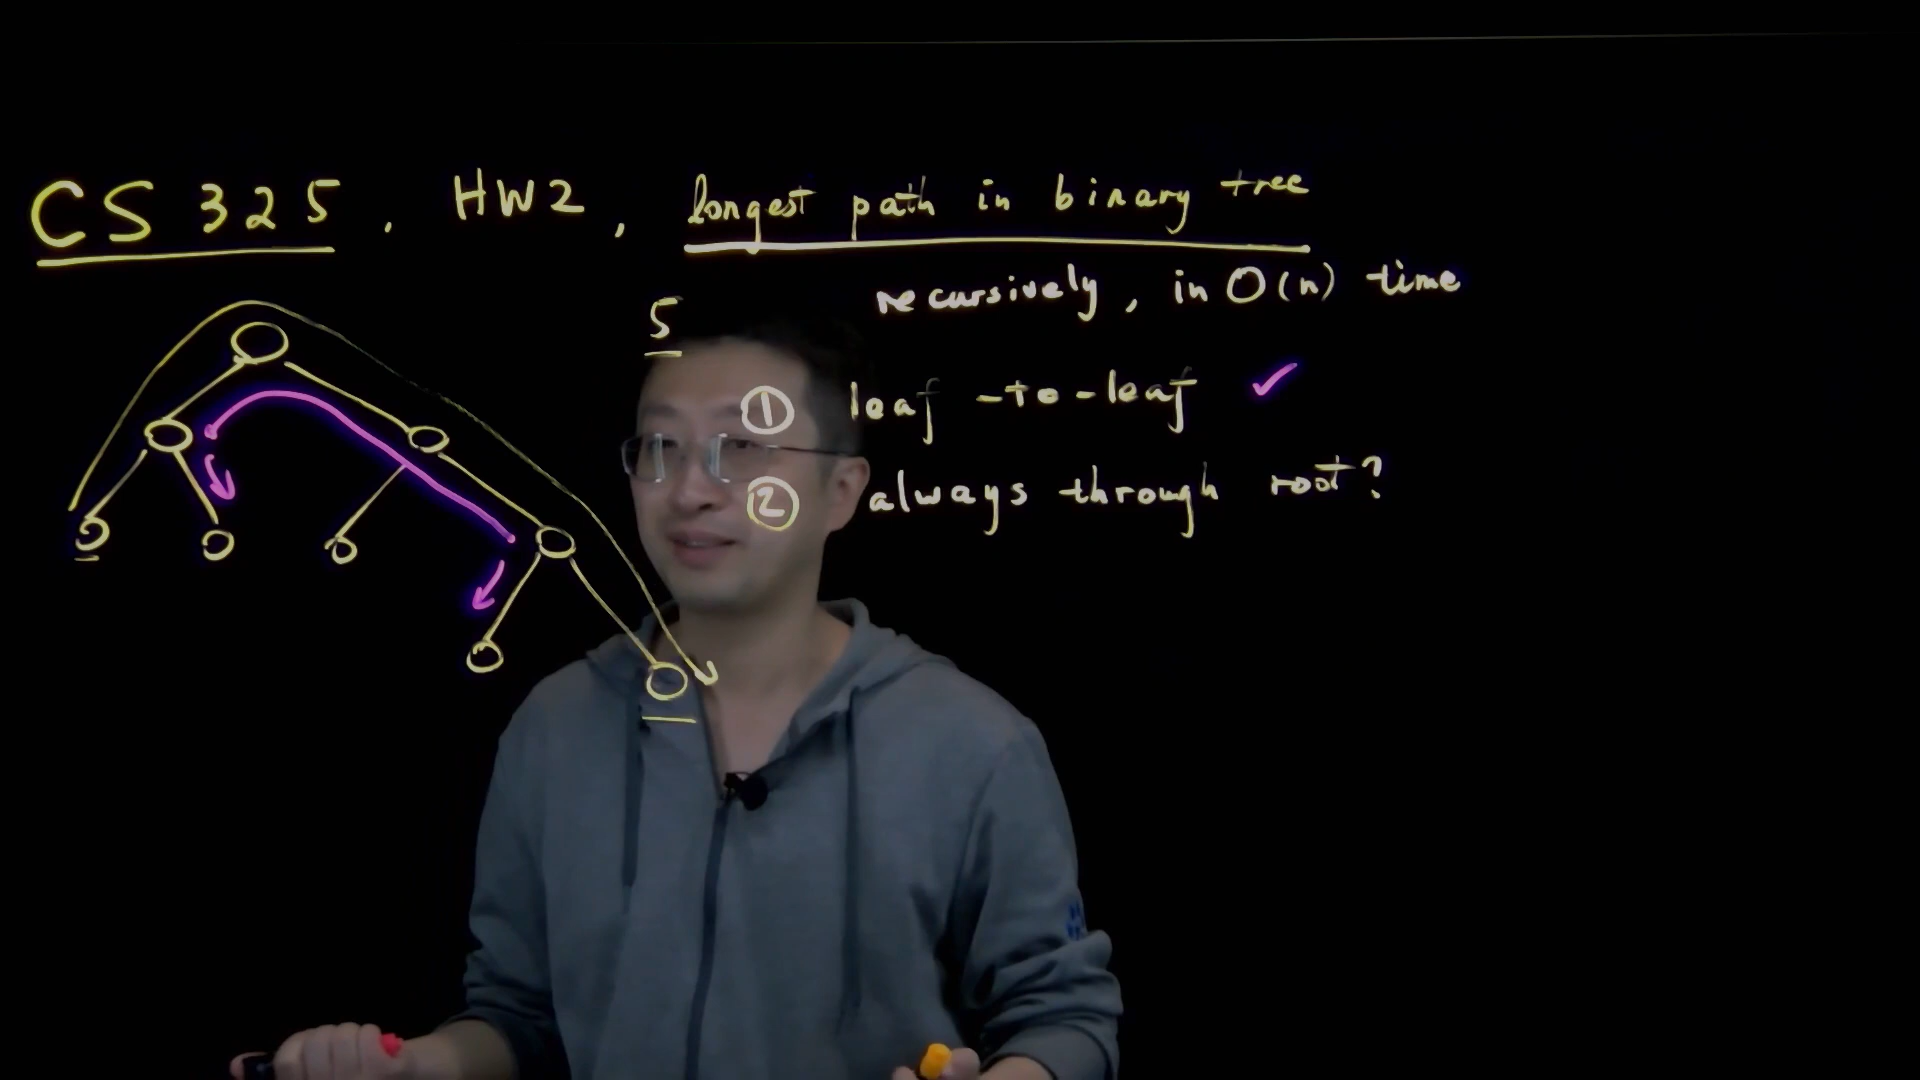 CS 325, HW2, longest path in binary tree
recursively, in O(n) time
5
① leaf-to-leaf ✓
② always through root?